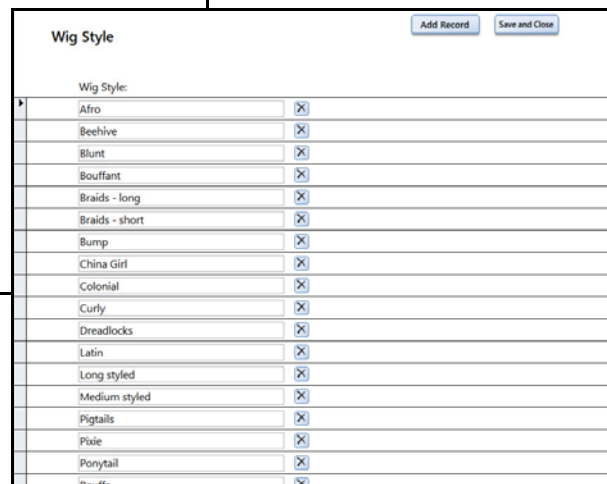 Wig Style
Add Record
Save and Close
Wig Style:
Afro
Beehive
Blunt
Bouffant
Braids - long
Braids - short
Bump
China Girl
Colonial
Curly
Dreadlocks
Latin
Long styled
Medium styled
Pigtails
Pixie
Ponytail